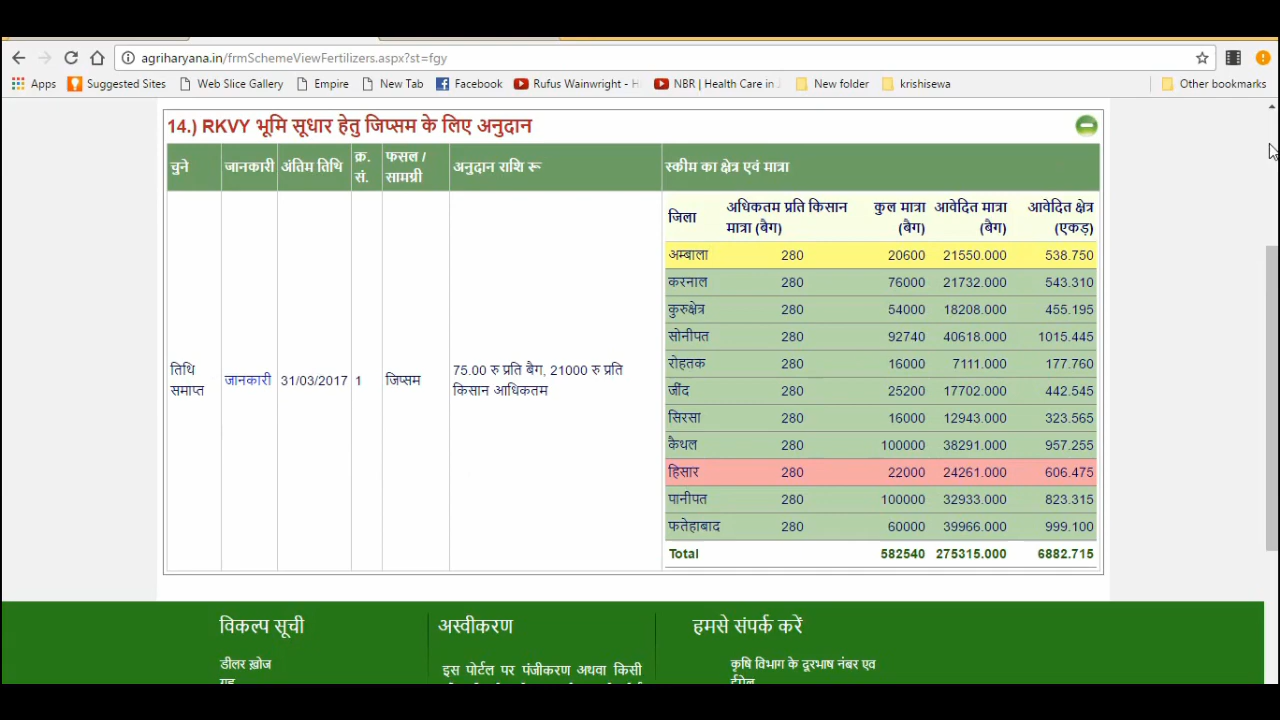 agriharyana.in/frmSchemeViewFertilizers.aspx?st=fgy
Apps Suggested Sites Web Slice Gallery Empire New Tab Facebook Rufus Wainwright - H NBR | Health Care in J New folder krishisewa Other bookmarks
14.) RKVY भूमि सूधार हेतु जिप्सम के लिए अनुदान
चुने जानकारी अंतिम तिथि क्र. सं. फसल / सामग्री अनुदान राशि रू स्कीम का क्षेत्र एवं मात्रा
जिला अधिकतम प्रति किसान मात्रा (बैग) कुल मात्रा (बैग) आवेदित मात्रा (बैग) आवेदित क्षेत्र (एकड़)
अम्बाला 280 20600 21550.000 538.750
करनाल 280 76000 21732.000 543.310
कुरुक्षेत्र 280 54000 18208.000 455.195
सोनीपत 280 92740 40618.000 1015.445
रोहतक 280 16000 7111.000 177.760
तिथि समाप्त जानकारी 31/03/2017 1 जिप्सम 75.00 रु प्रति बैग, 21000 रु प्रति किसान आधिकतम
जींद 280 25200 17702.000 442.545
सिरसा 280 16000 12943.000 323.565
कैथल 280 100000 38291.000 957.255
हिसार 280 22000 24261.000 606.475
पानीपत 280 100000 32933.000 823.315
फतेहाबाद 280 60000 39966.000 999.100
Total 582540 275315.000 6882.715
विकल्प सूची
डीलर ख़ोज
अस्वीकरण
इस पोर्टल पर पंजीकरण अथवा किसी
हमसे संपर्क करें
कृषि विभाग के दूरभाष नंबर एव